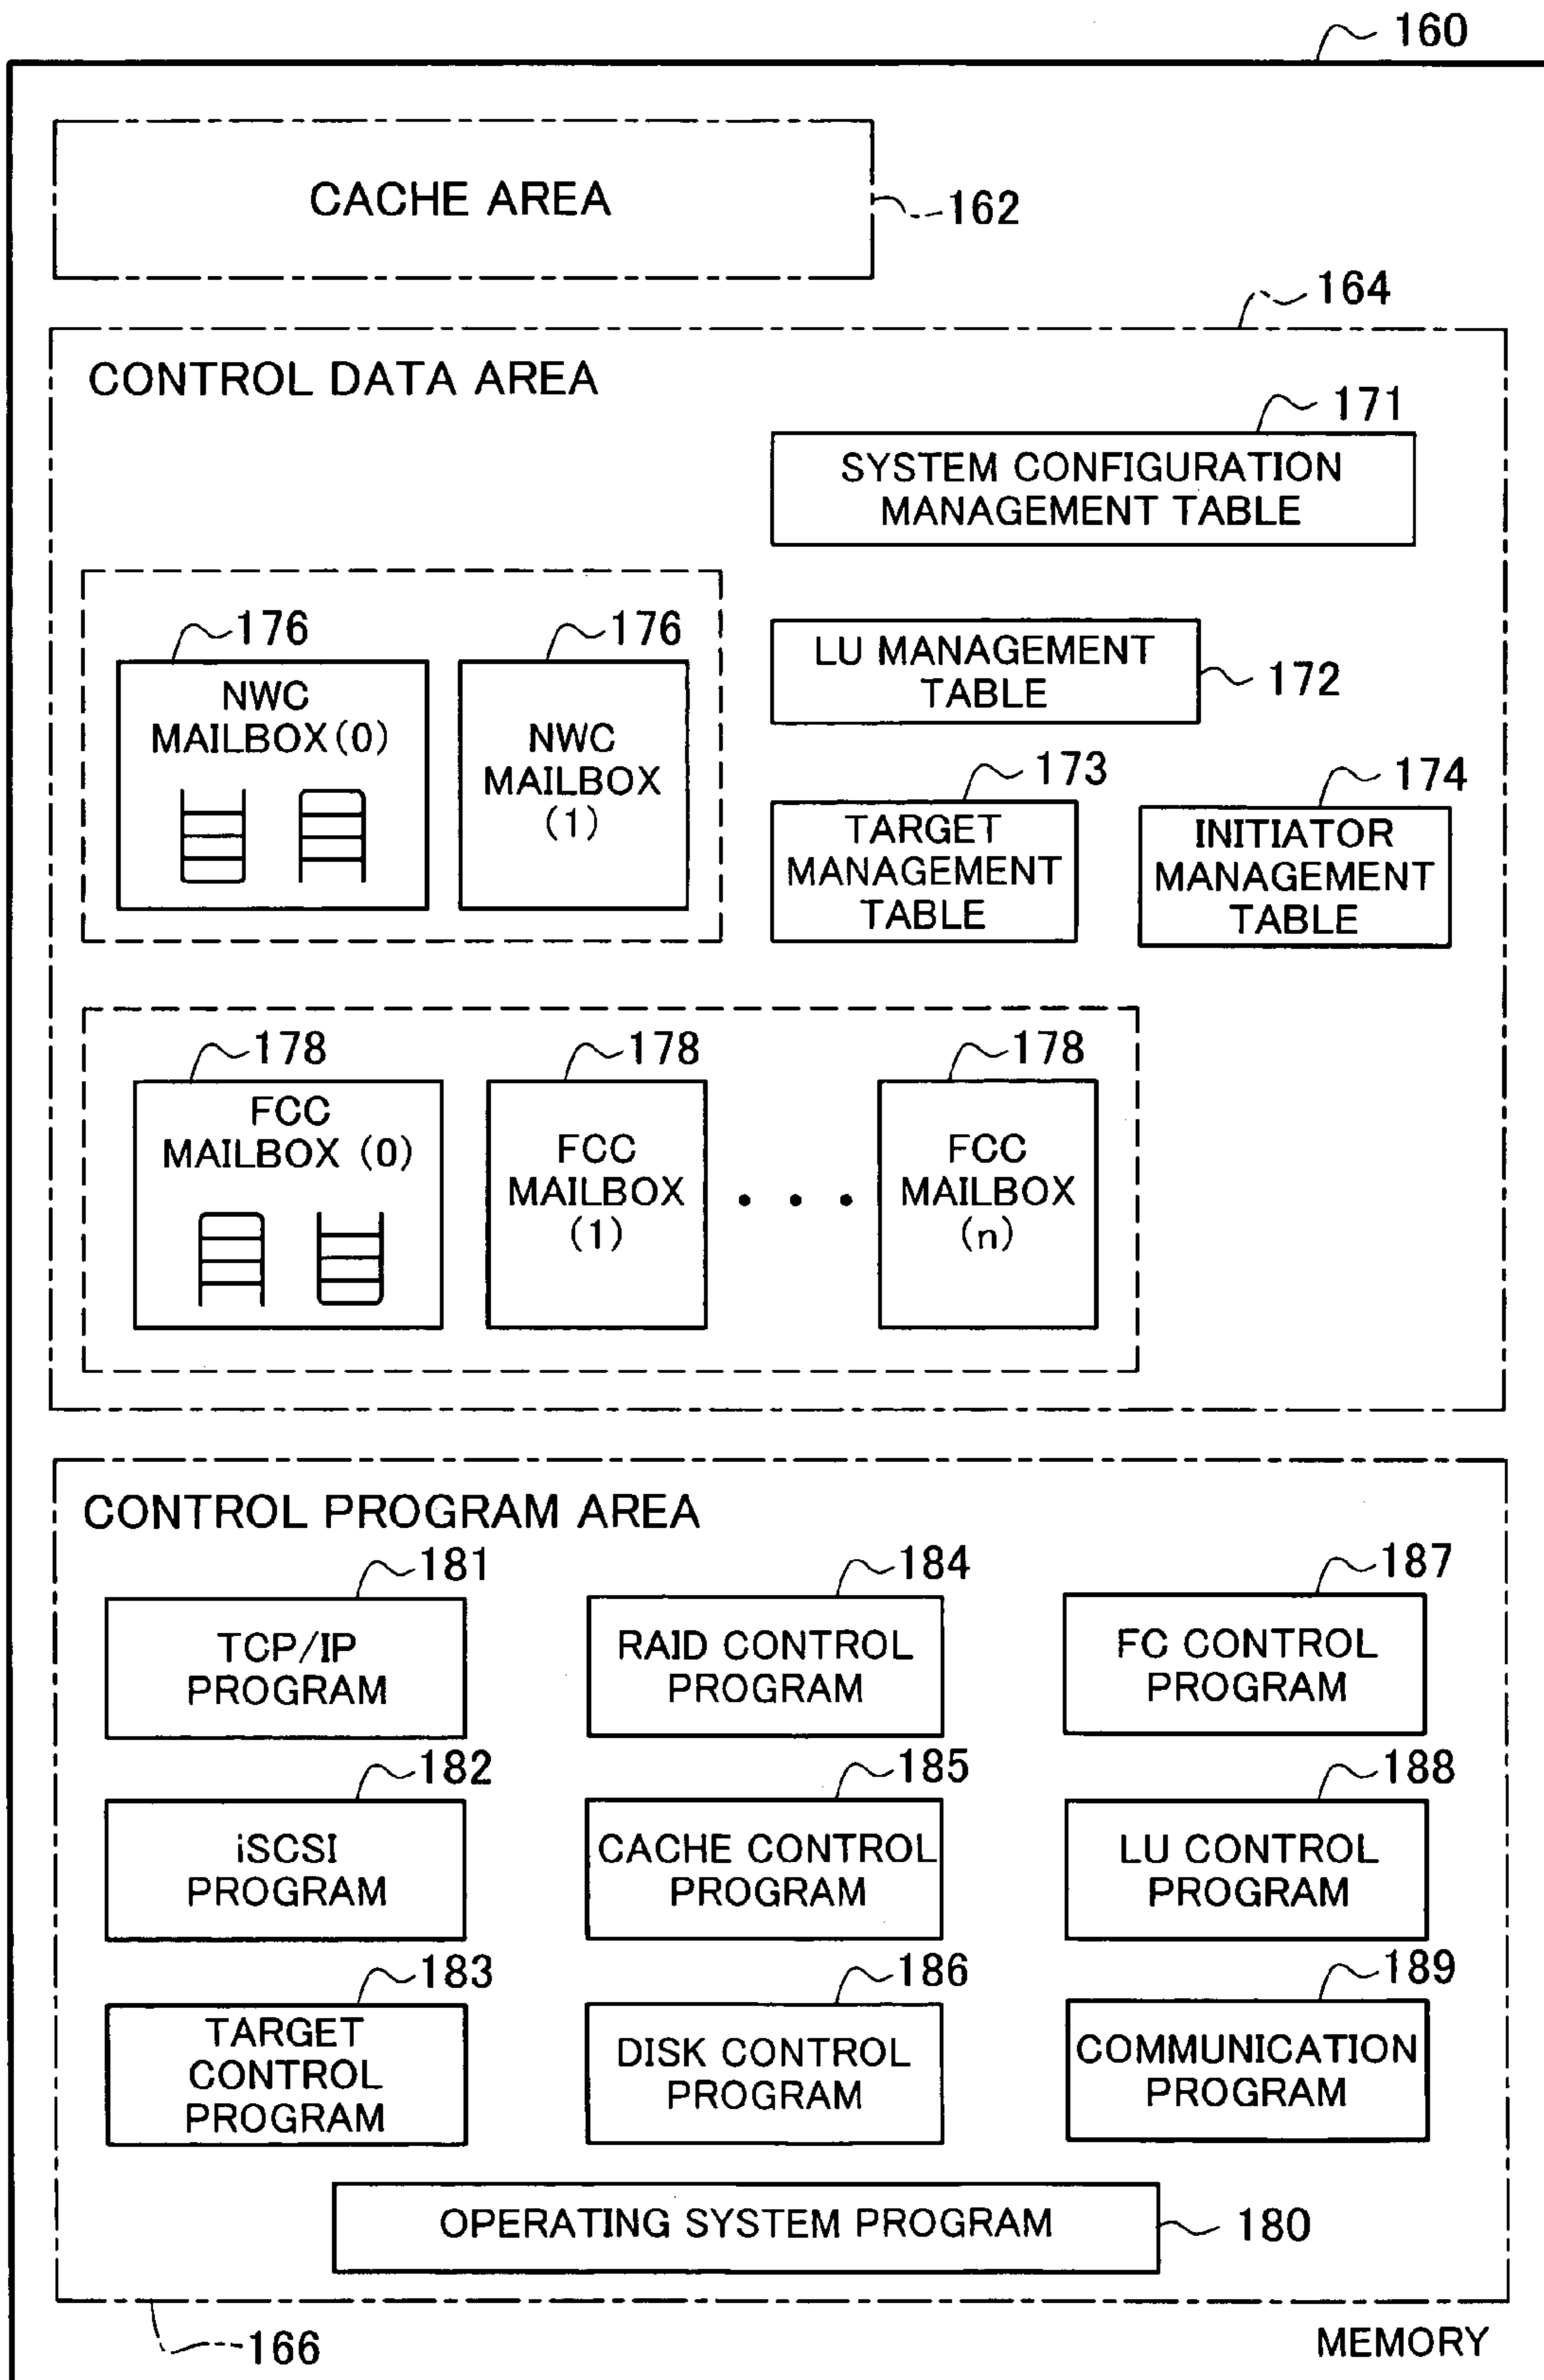 160
CACHE AREA
162
164
CONTROL DATA AREA
171
SYSTEM CONFIGURATION
MANAGEMENT TABLE
176
NWC
MAILBOX(0)
176
NWC
MAILBOX
(1)
LU MANAGEMENT
TABLE
172
173
TARGET
MANAGEMENT
TABLE
174
INITIATOR
MANAGEMENT
TABLE
178
FCC
MAILBOX (0)
178
FCC
MAILBOX
(1)
• • •
178
FCC
MAILBOX
(n)
CONTROL PROGRAM AREA
181
TCP/IP
PROGRAM
184
RAID CONTROL
PROGRAM
187
FC CONTROL
PROGRAM
182
iSCSI
PROGRAM
185
CACHE CONTROL
PROGRAM
188
LU CONTROL
PROGRAM
183
TARGET
CONTROL
PROGRAM
186
DISK CONTROL
PROGRAM
189
COMMUNICATION
PROGRAM
OPERATING SYSTEM PROGRAM
180
166
MEMORY